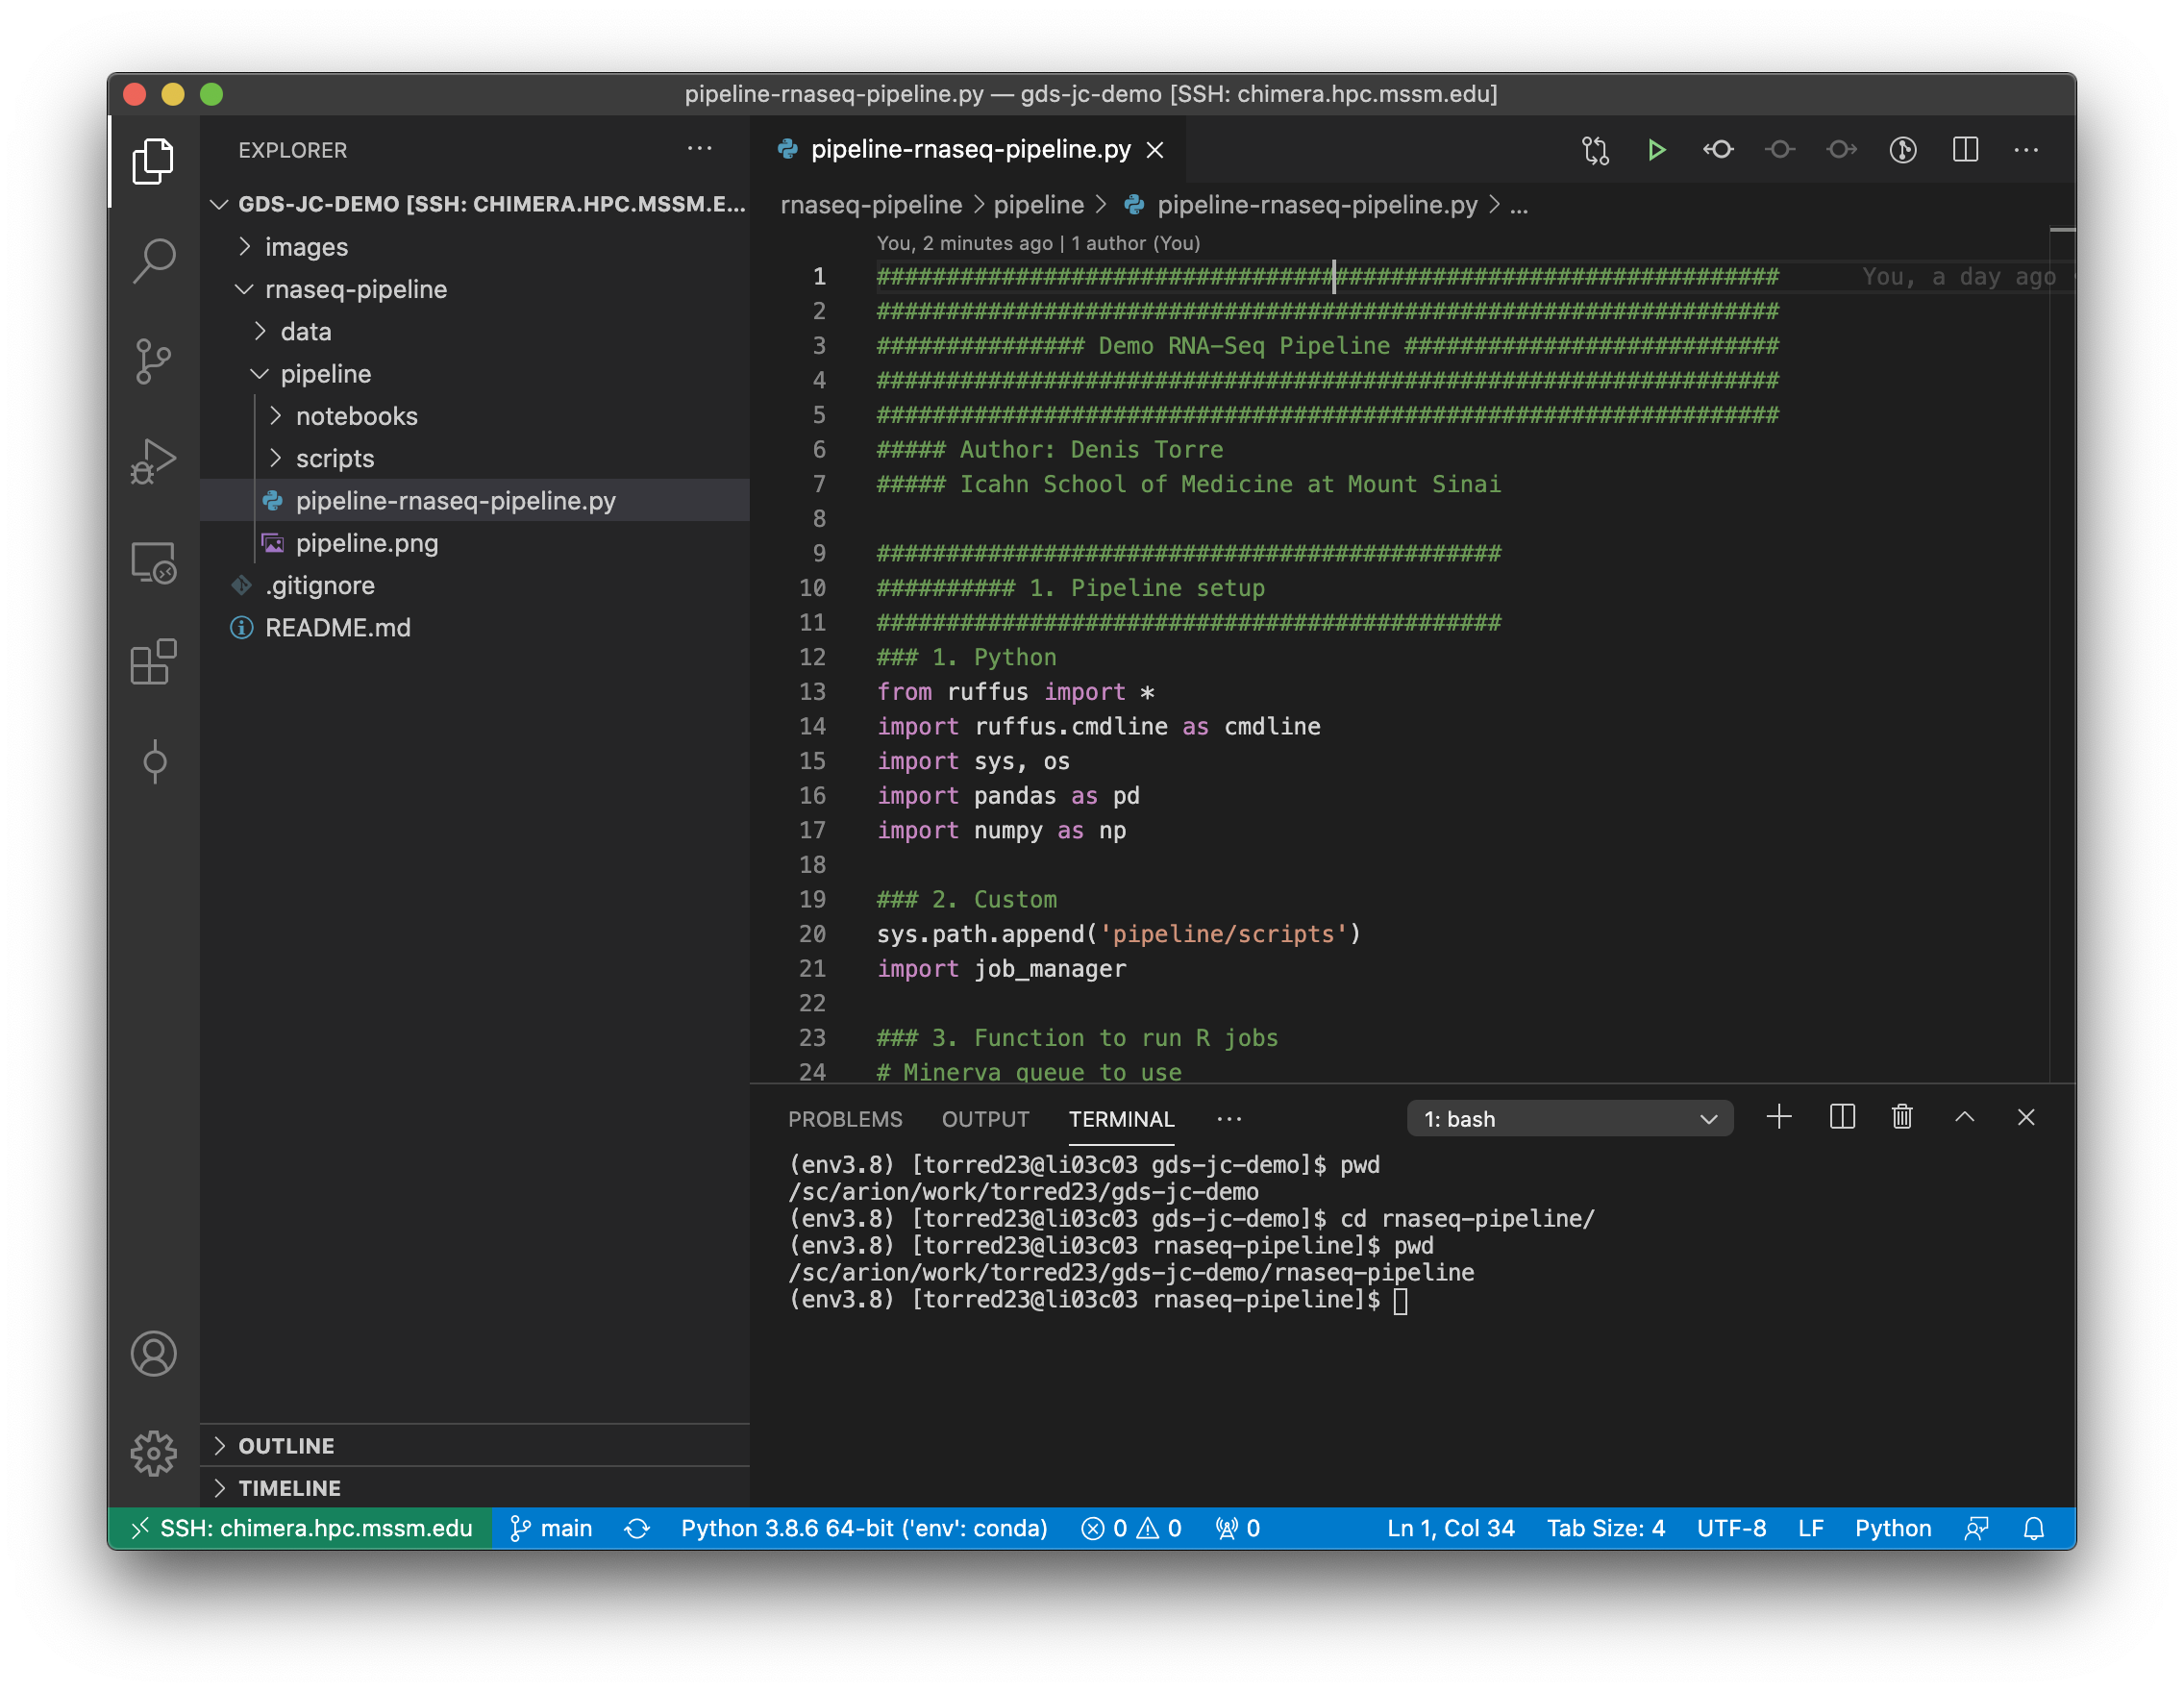 pipeline-rnaseq-pipeline.py — gds-jc-demo [SSH: chimera.hpc.mssm.edu]
EXPLORER
GDS-JC-DEMO [SSH: CHIMERA.HPC.MSSM.E...
images
rnaseq-pipeline
data
pipeline
notebooks
scripts
pipeline-rnaseq-pipeline.py
pipeline.png
.gitignore
README.md
OUTLINE
TIMELINE
pipeline-rnaseq-pipeline.py
rnaseq-pipeline > pipeline > pipeline-rnaseq-pipeline.py > ...
You, 2 minutes ago | 1 author (You)
1 ################################################################# You, a day ago
2 #################################################################
3 ############### Demo RNA-Seq Pipeline ###########################
4 #################################################################
5 #################################################################
6 ##### Author: Denis Torre
7 ##### Icahn School of Medicine at Mount Sinai
8
9 #############################################
10 ########## 1. Pipeline setup
11 #############################################
12 ### 1. Python
13 from ruffus import *
14 import ruffus.cmdline as cmdline
15 import sys, os
16 import pandas as pd
17 import numpy as np
18
19 ### 2. Custom
20 sys.path.append('pipeline/scripts')
21 import job_manager
22
23 ### 3. Function to run R jobs
24 # Minerva queue to use
PROBLEMS OUTPUT TERMINAL ... 1: bash
(env3.8) [torred23@li03c03 gds-jc-demo]$ pwd
/sc/arion/work/torred23/gds-jc-demo
(env3.8) [torred23@li03c03 gds-jc-demo]$ cd rnaseq-pipeline/
(env3.8) [torred23@li03c03 rnaseq-pipeline]$ pwd
/sc/arion/work/torred23/gds-jc-demo/rnaseq-pipeline
(env3.8) [torred23@li03c03 rnaseq-pipeline]$
SSH: chimera.hpc.mssm.edu main Python 3.8.6 64-bit ('env': conda) 0 0 0 Ln 1, Col 34 Tab Size: 4 UTF-8 LF Python